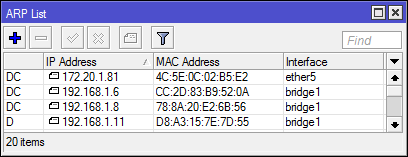 ARP List
Find
IP Address MAC Address Interface
DC 172.20.1.81 4C:5E:0C:02:B5:E2 ether5
DC 192.168.1.6 CC:2D:83:B9:52:0A bridge1
DC 192.168.1.8 78:8A:20:E2:6B:56 bridge1
D 192.168.1.11 D8:A3:15:7E:7D:55 bridge1
20 items